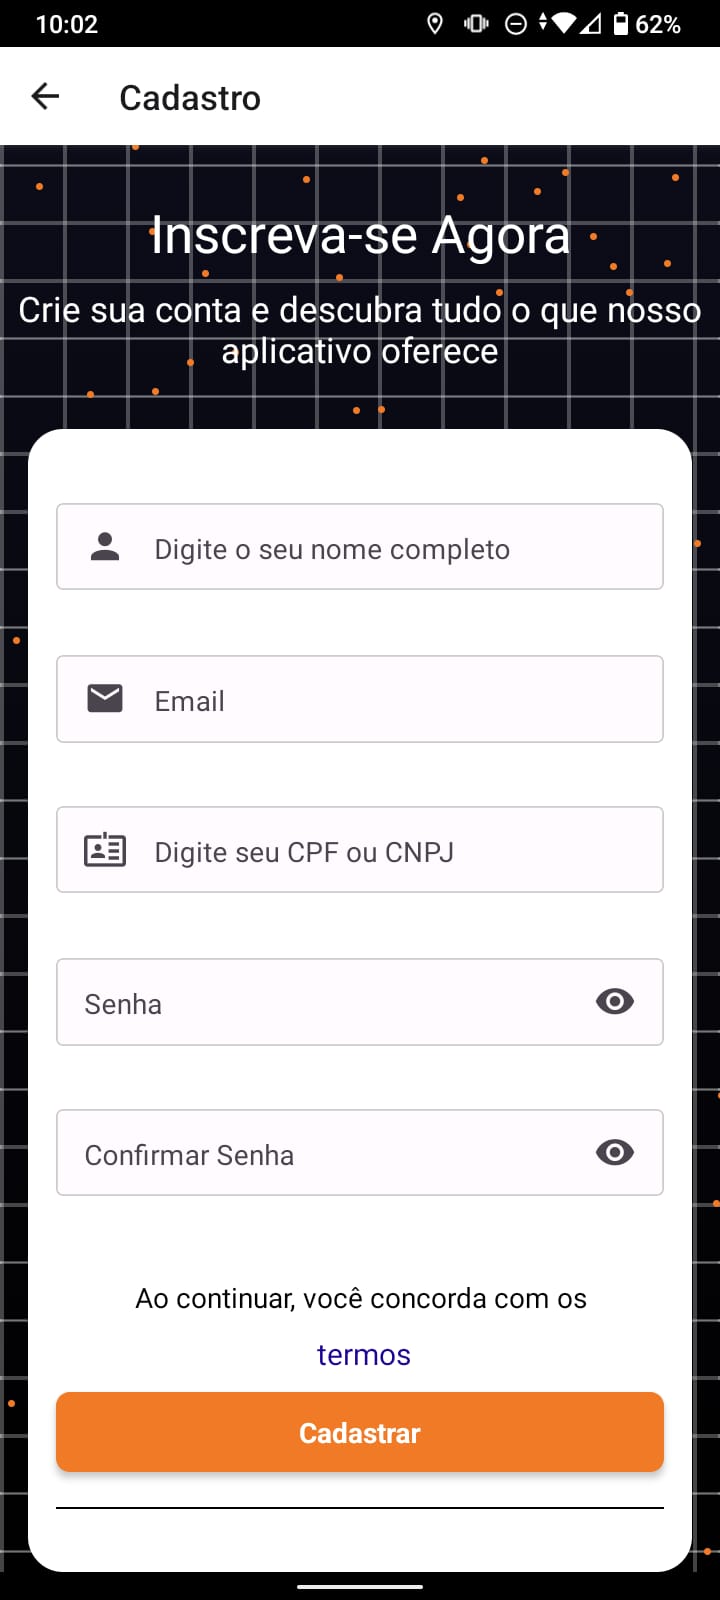 10:02
62%
Cadastro
Inscreva-se Agora
Crie sua conta e descubra tudo o que nosso
aplicativo oferece
Digite o seu nome completo
Email
Digite seu CPF ou CNPJ
Senha
Confirmar Senha
Ao continuar, você concorda com os
termos
Cadastrar